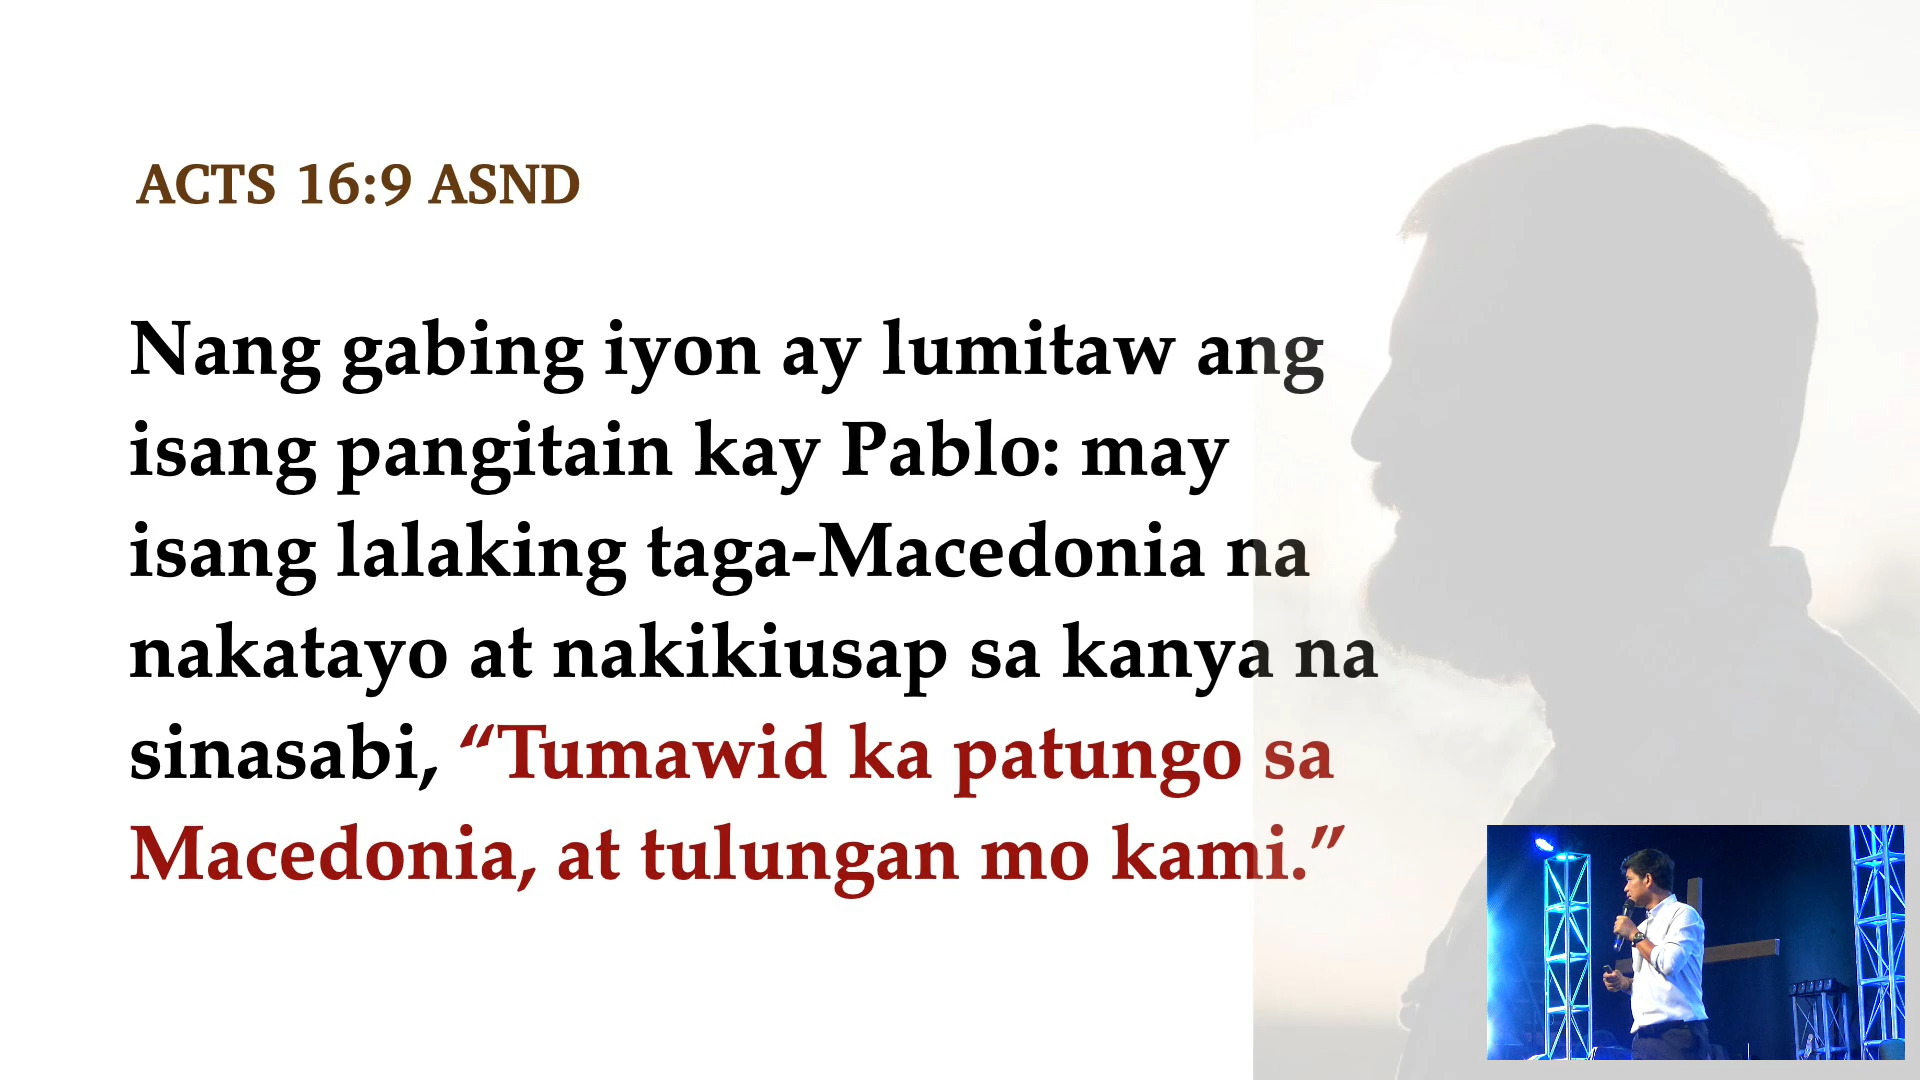 ACTS 16:9 ASND
Nang gabing iyon ay lumitaw ang
isang pangitain kay Pablo: may
isang lalaking taga-Macedonia na
nakatayo at nakikiusap sa kanya na
sinasabi, “Tumawid ka patungo sa
Macedonia, at tulungan mo kami.”